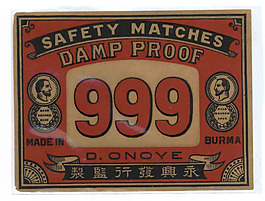 SAFETY MATCHES
DAMP PROOF
999
MADE IN BURMA
D. ONOYE
製監行發興永